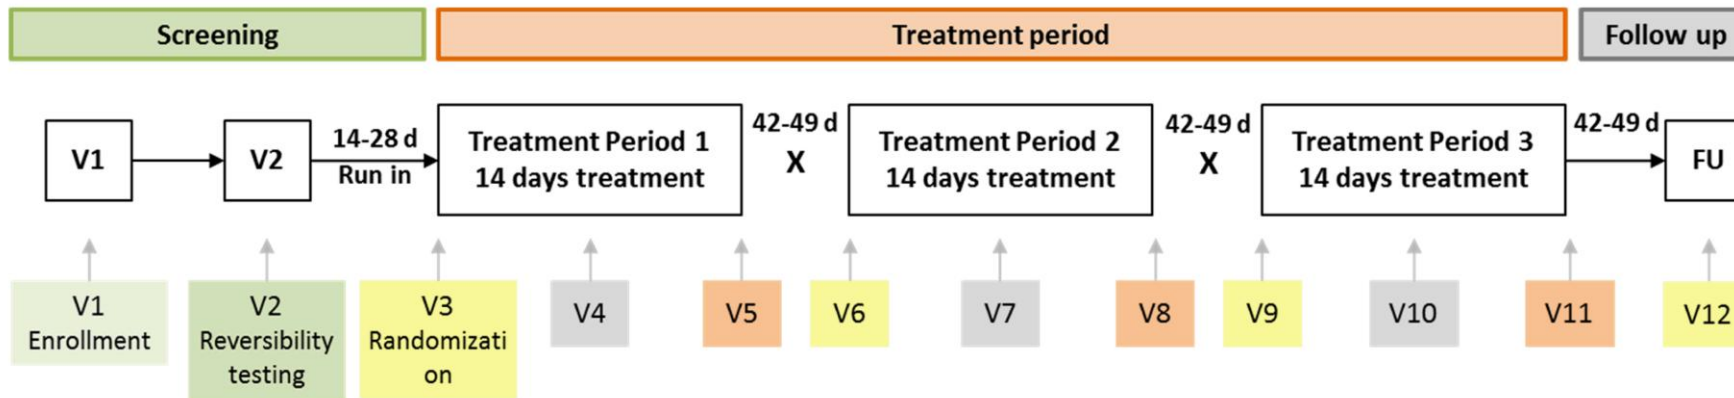 Screening
Treatment period
Follow up
V1
V2
14-28 d
Run in
Treatment Period 1
14 days treatment
42-49 d
X
Treatment Period 2
14 days treatment
42-49 d
X
Treatment Period 3
14 days treatment
42-49 d
FU
V1
Enrollment
V2
Reversibility
testing
V3
Randomizati
on
V4
V5
V6
V7
V8
V9
V10
V11
V12